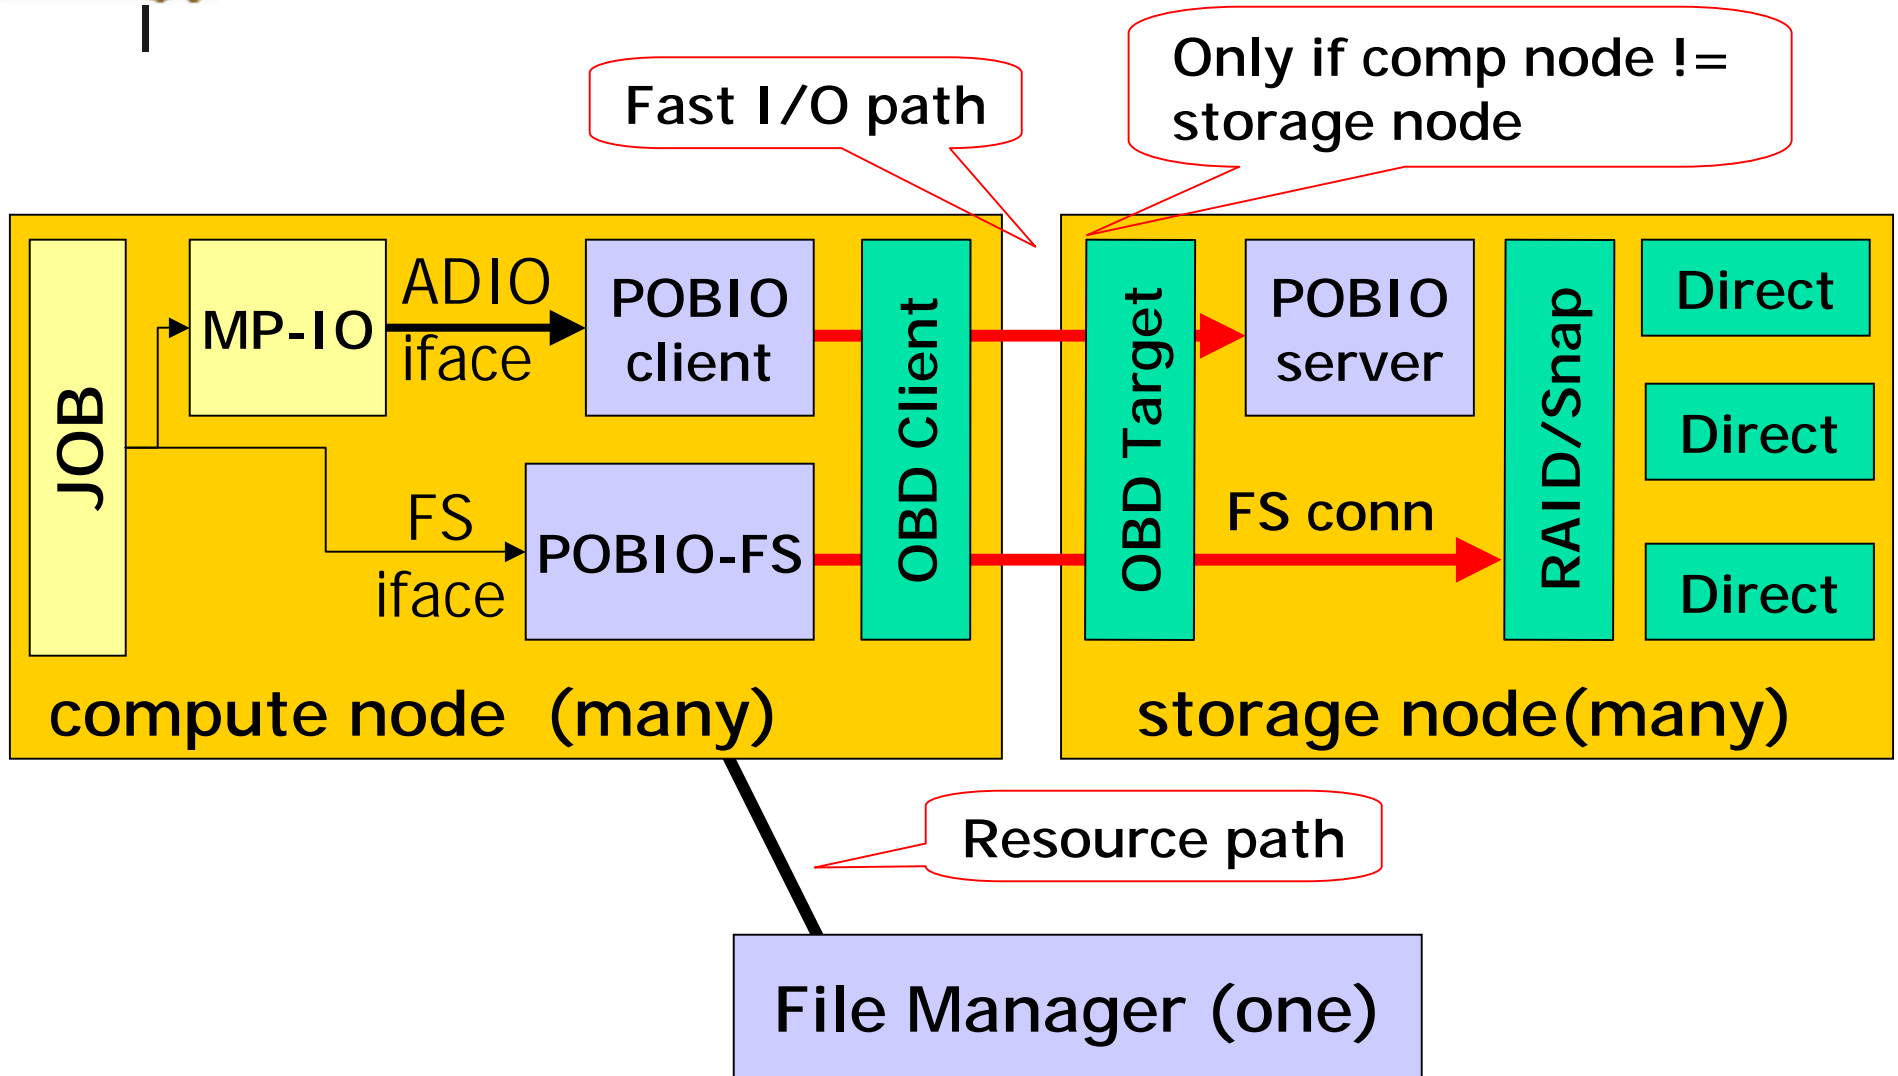 Only if comp node !=
storage node
Fast I/O path
JOB
MP-IO
ADIO
iface
POBIO
client
OBD Client
OBD Target
POBIO
server
RAID/Snap
Direct
Direct
Direct
FS
iface
POBIO-FS
FS conn
compute node (many)
storage node(many)
Resource path
File Manager (one)